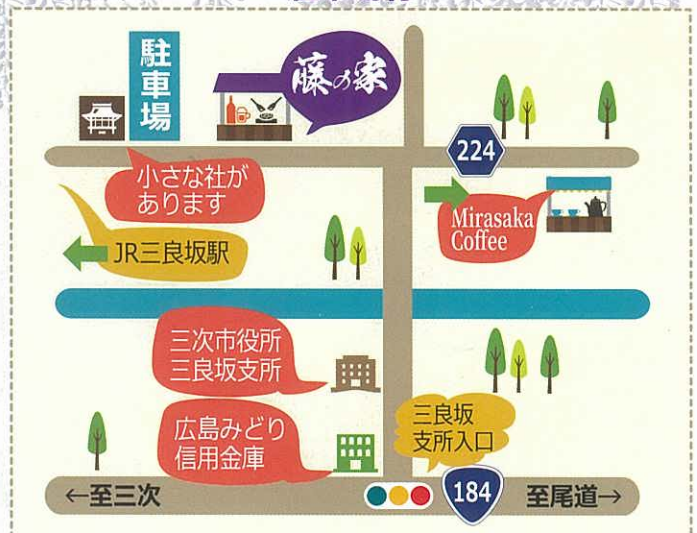 駐車場
藤の家
224
小さな社が
あります
Mirasaka
Coffee
JR三良坂駅
三次市役所
三良坂支所
広島みどり
信用金庫
三良坂
支所入口
←至三次
184
至尾道→